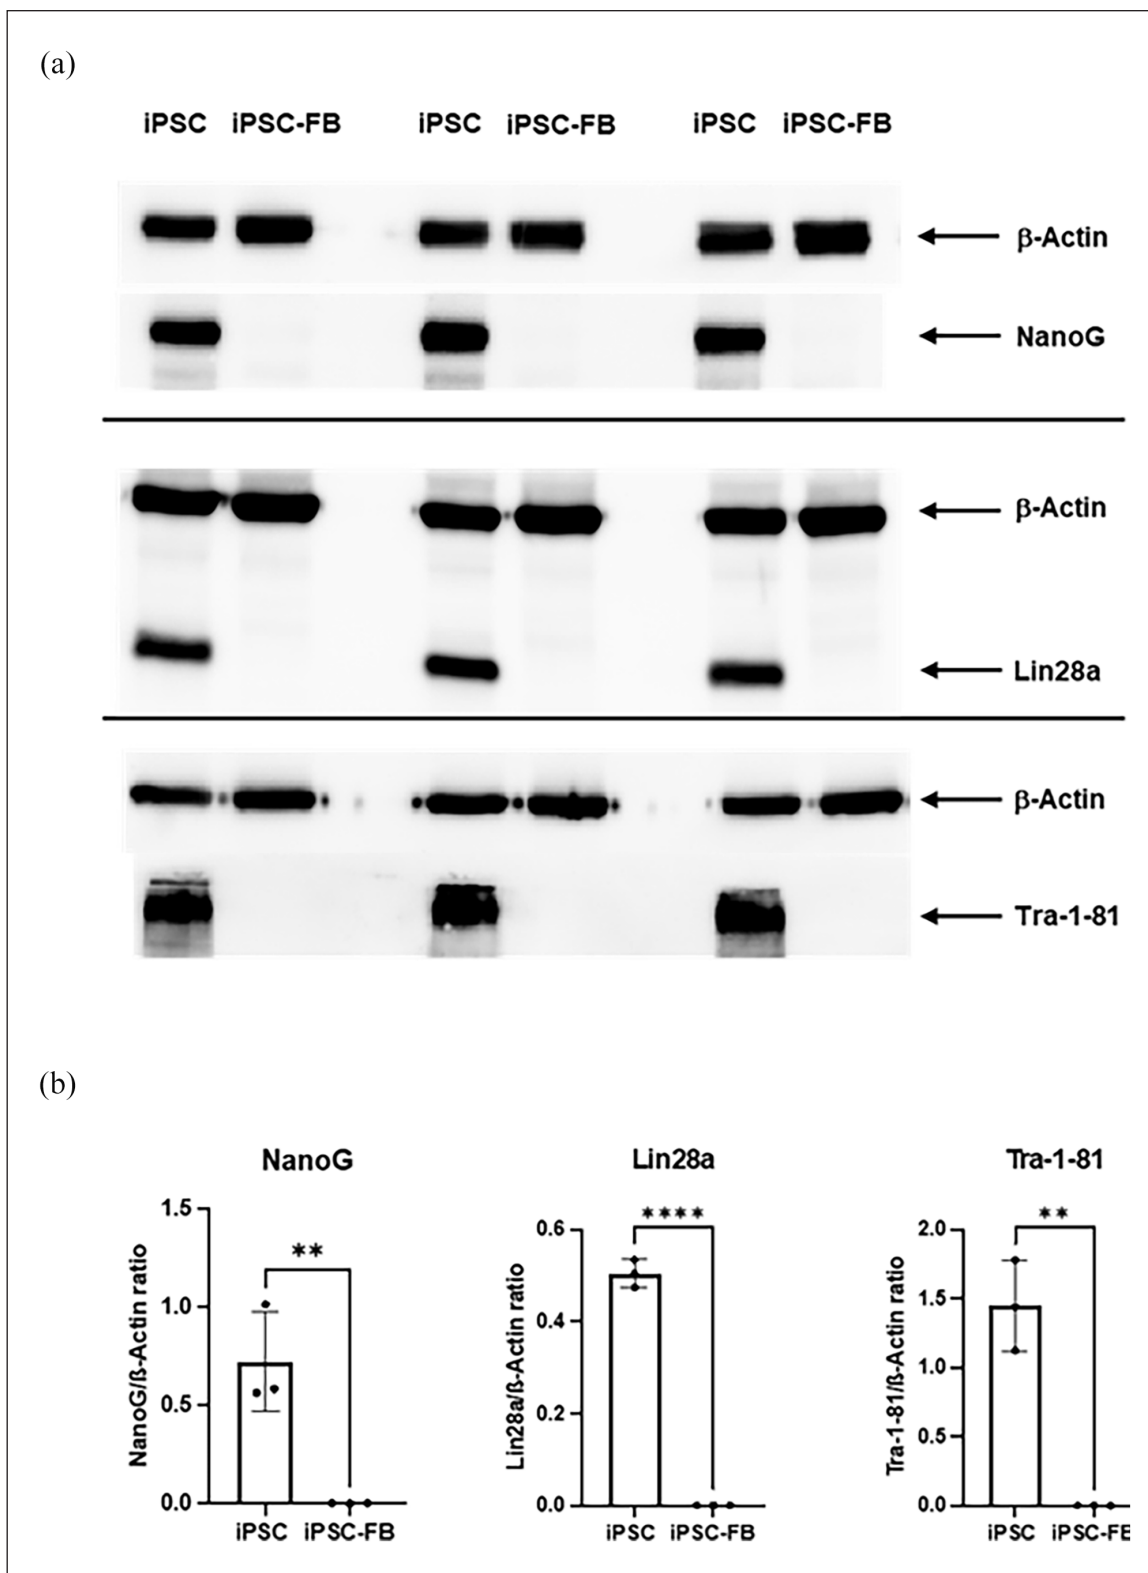 (a)
iPSC iPSC-FB iPSC iPSC-FB iPSC iPSC-FB
β-Actin
NanoG
β-Actin
Lin28a
β-Actin
Tra-1-81
(b)
NanoG
NanoG/ß-Actin ratio
1.5
1.0
0.5
0.0
**
iPSC iPSC-FB
Lin28a
Lin28a/ß-Actin ratio
0.6
0.4
0.2
0.0
****
iPSC iPSC-FB
Tra-1-81
Tra-1-81/ß-Actin ratio
2.0
1.5
1.0
0.5
0.0
**
iPSC iPSC-FB